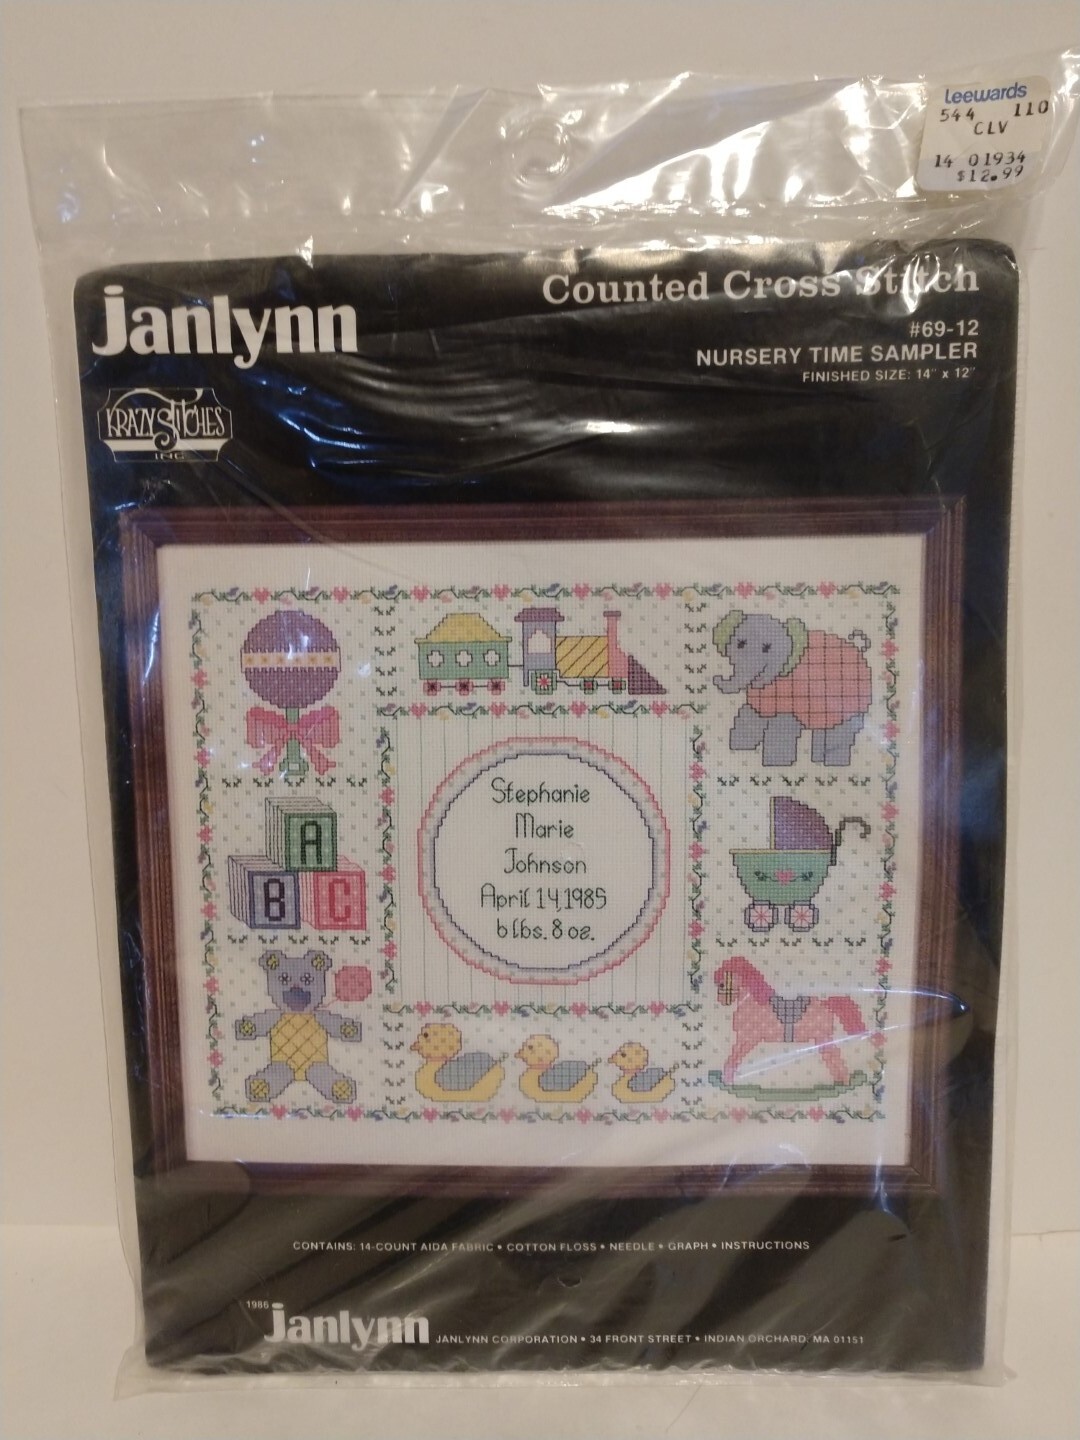 Leewards
544 110
CLV
14 01934
$12.99
Janlynn
Counted Cross Stitch
#69-12
NURSERY TIME SAMPLER
FINISHED SIZE: 14" x 12"
KRAZY STITCHES
INC
Stephanie
Marie
Johnson
April 14, 1985
6 lbs. 8 oz.
A
B C
CONTAINS: 14-COUNT AIDA FABRIC • COTTON FLOSS • NEEDLE • GRAPH • INSTRUCTIONS
1986 Janlynn JANLYNN CORPORATION • 34 FRONT STREET • INDIAN ORCHARD, MA 01151